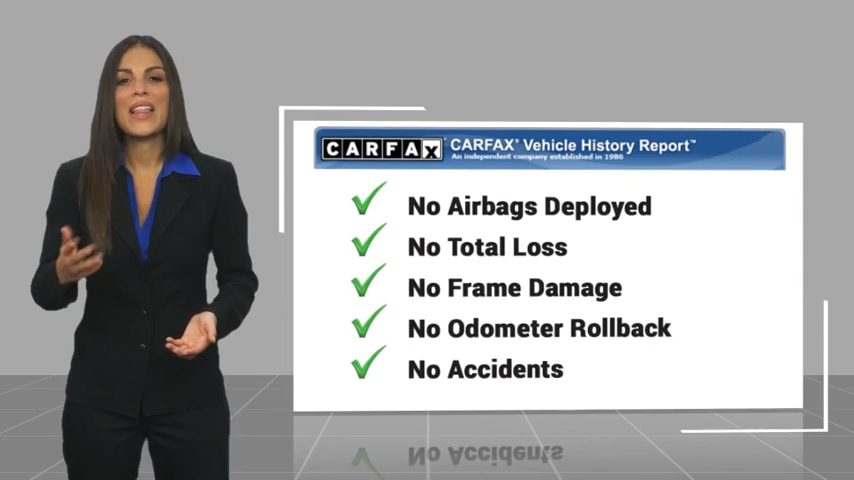 CARFAX CARFAX® Vehicle History Report™
An independent company established in 1986
No Airbags Deployed
No Total Loss
No Frame Damage
No Odometer Rollback
No Accidents
No Accidents